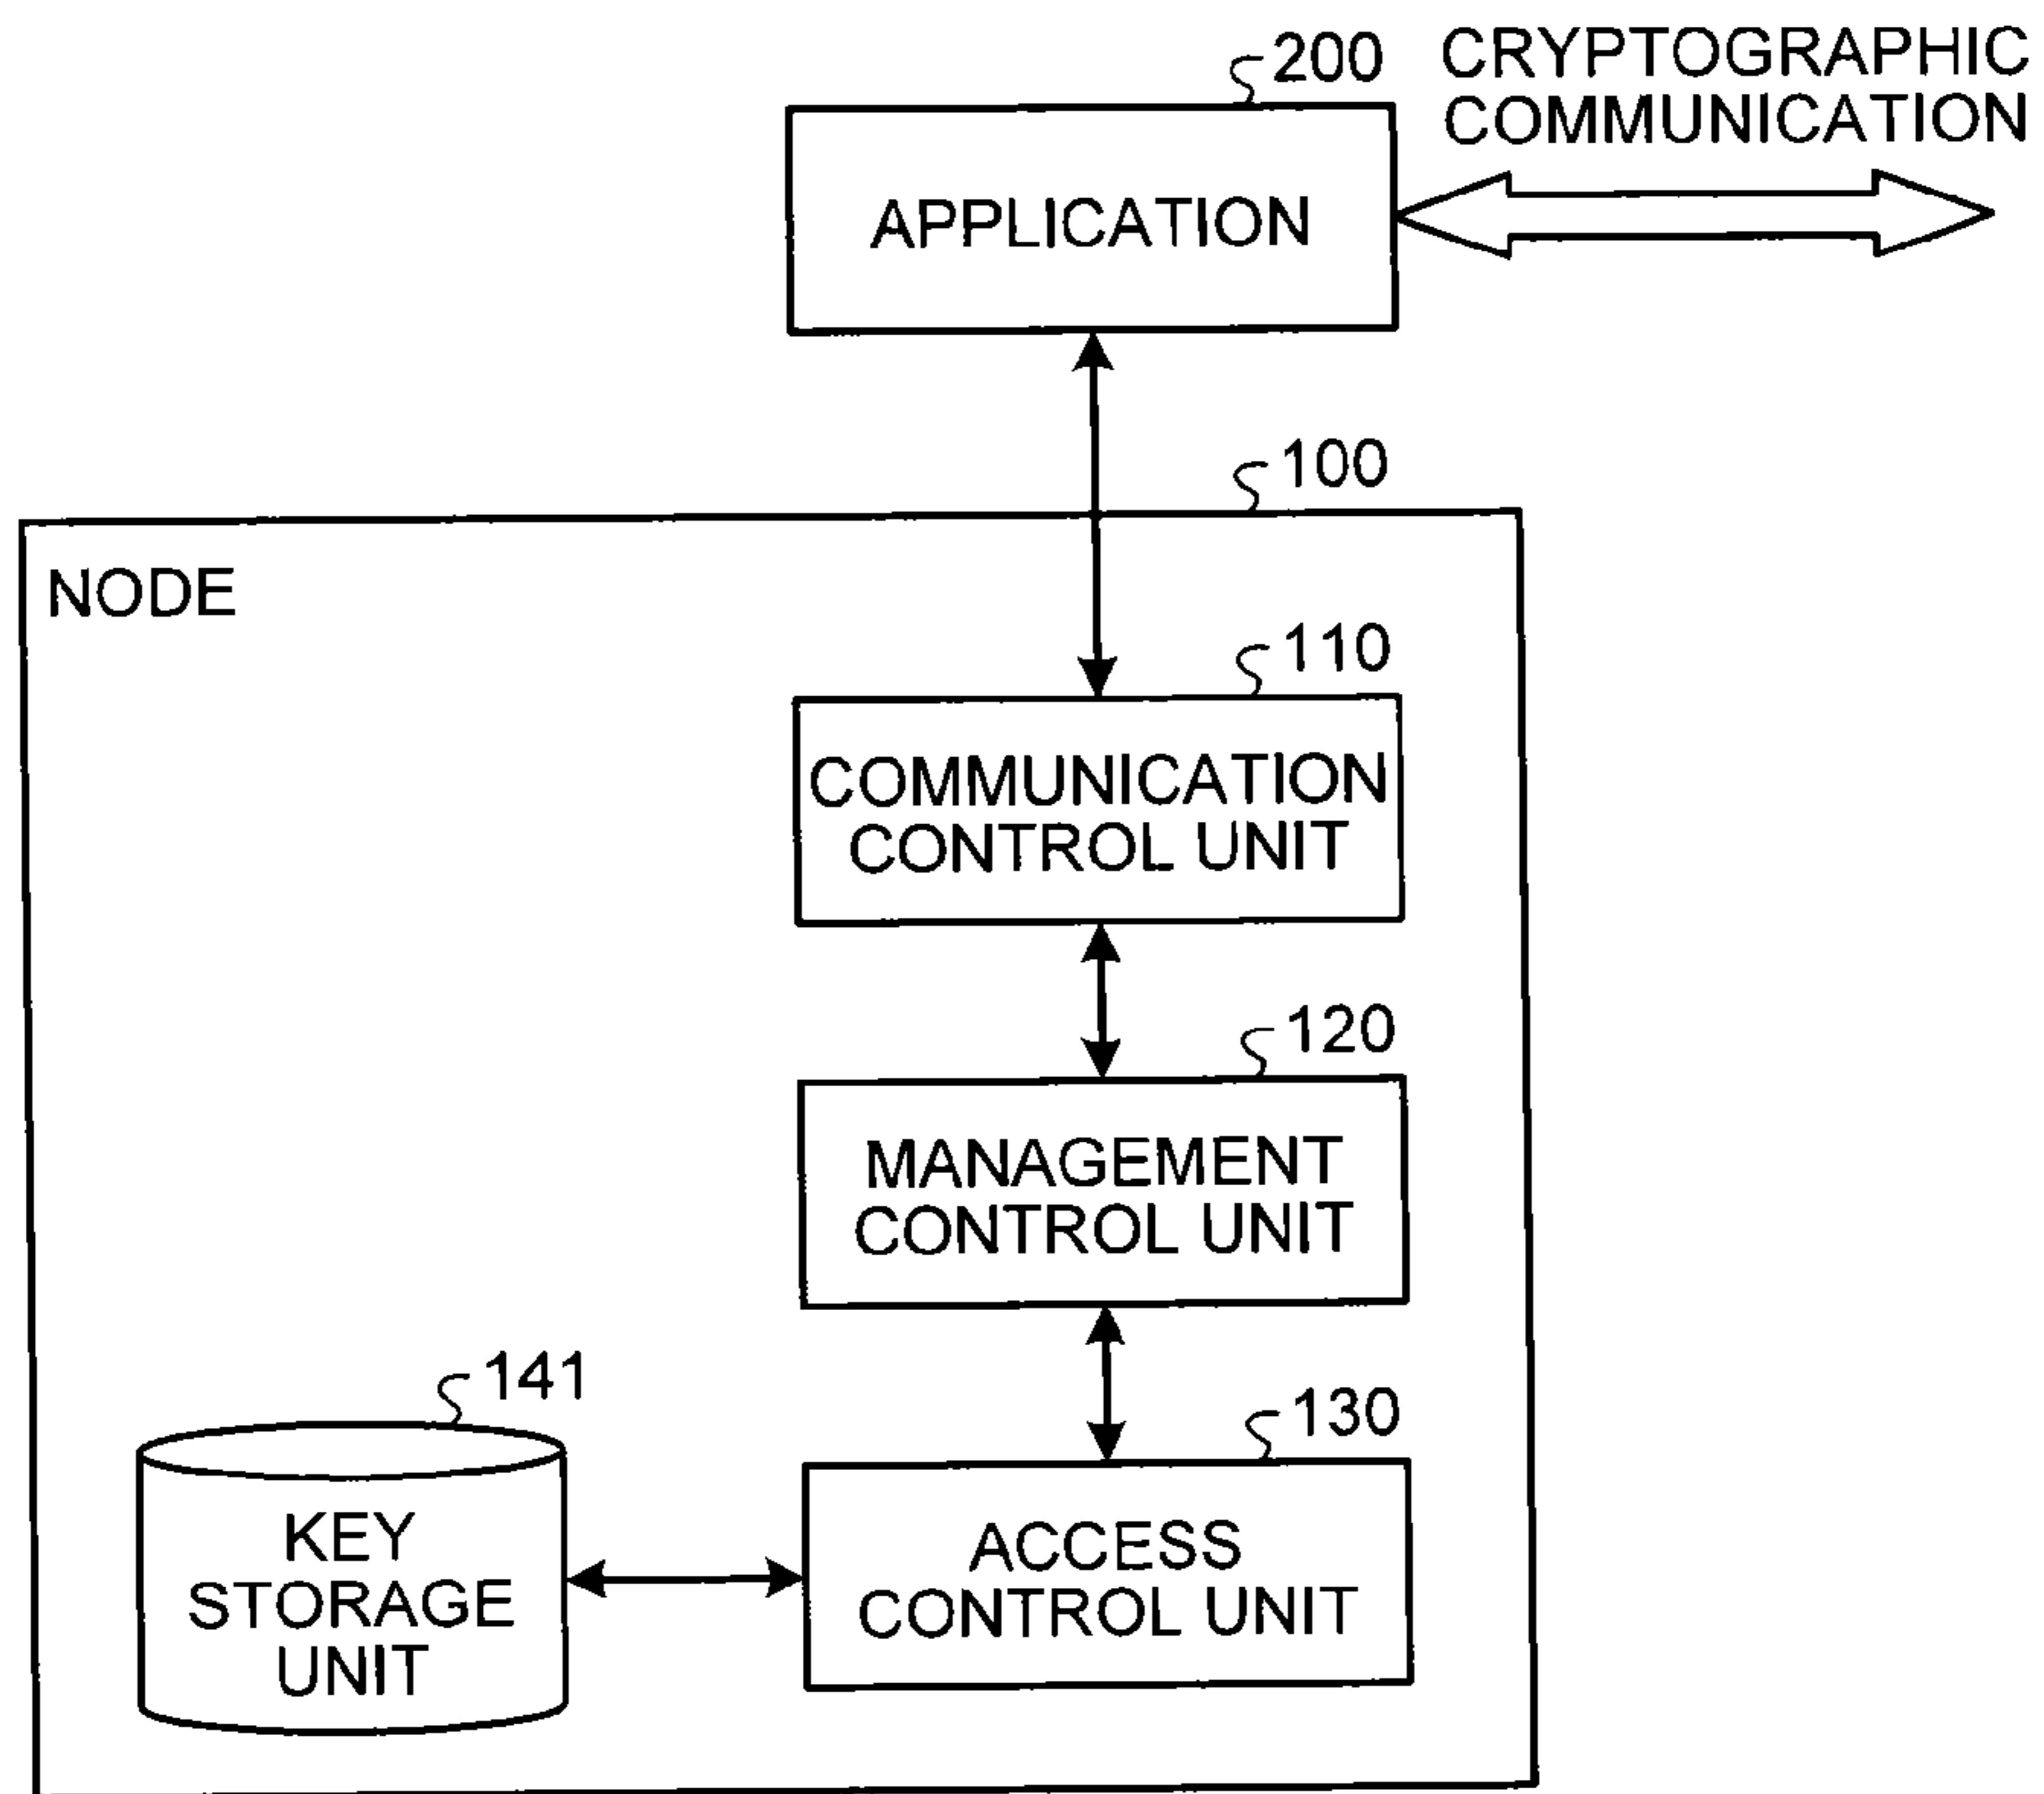 200
CRYPTOGRAPHIC
COMMUNICATION
APPLICATION
100
NODE
110
COMMUNICATION
CONTROL UNIT
120
MANAGEMENT
CONTROL UNIT
141
130
KEY
STORAGE
UNIT
ACCESS
CONTROL UNIT